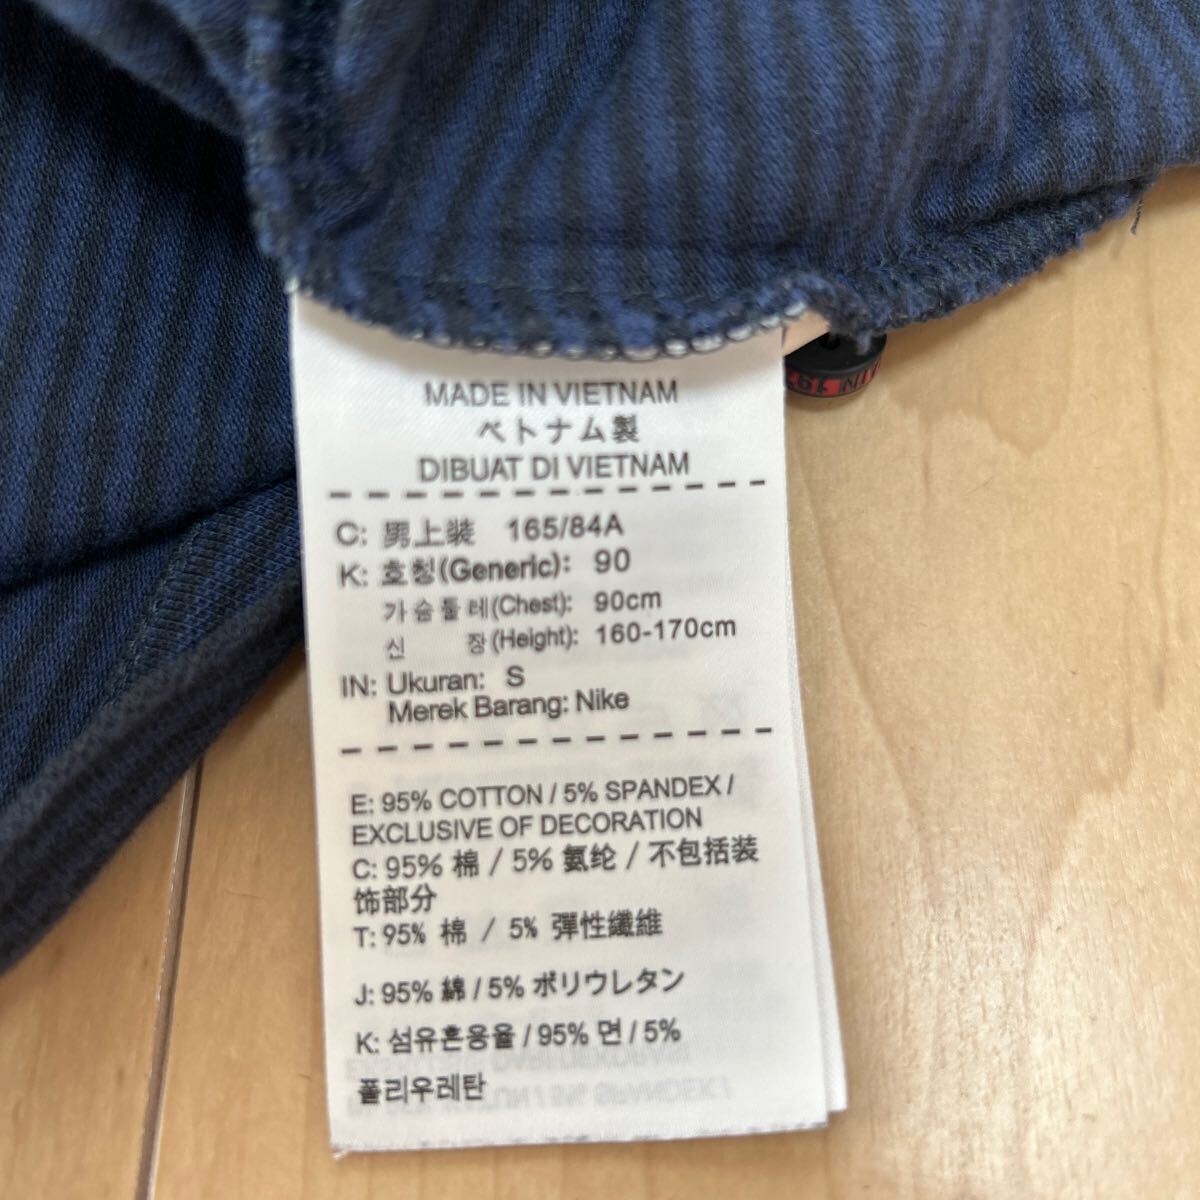 MADE IN VIETNAM
ベトナム製
DIBUAT DI VIETNAM
C: 男上装 165/84A
K: 호칭(Generic): 90
가슴둘레(Chest): 90cm
신 장(Height): 160-170cm
IN: Ukuran: S
Merek Barang: Nike
E: 95% COTTON / 5% SPANDEX /
EXCLUSIVE OF DECORATION
C: 95% 棉 / 5% 氨纶 / 不包括装
饰部分
T: 95% 棉 / 5% 彈性纖維
J: 95% 綿 / 5% ポリウレタン
K: 섬유혼용율 / 95% 면 / 5%
폴리우레탄